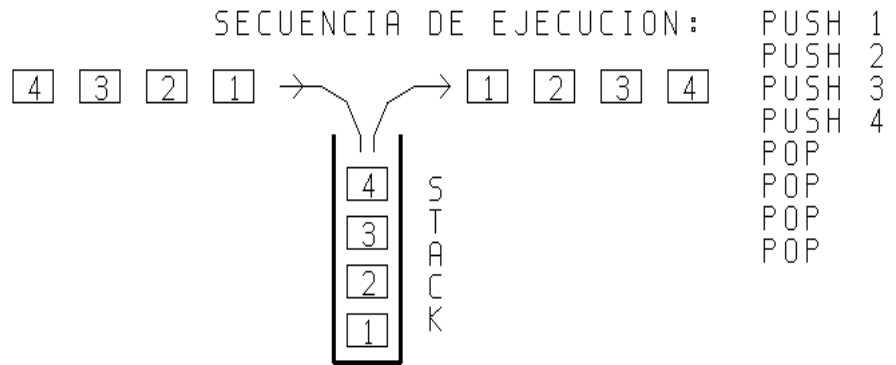 SECUENCIA DE EJECUCION:
PUSH 1
PUSH 2
PUSH 3
PUSH 4
POP
POP
POP
POP
4 3 2 1
1 2 3 4
4
3
2
1
STACK